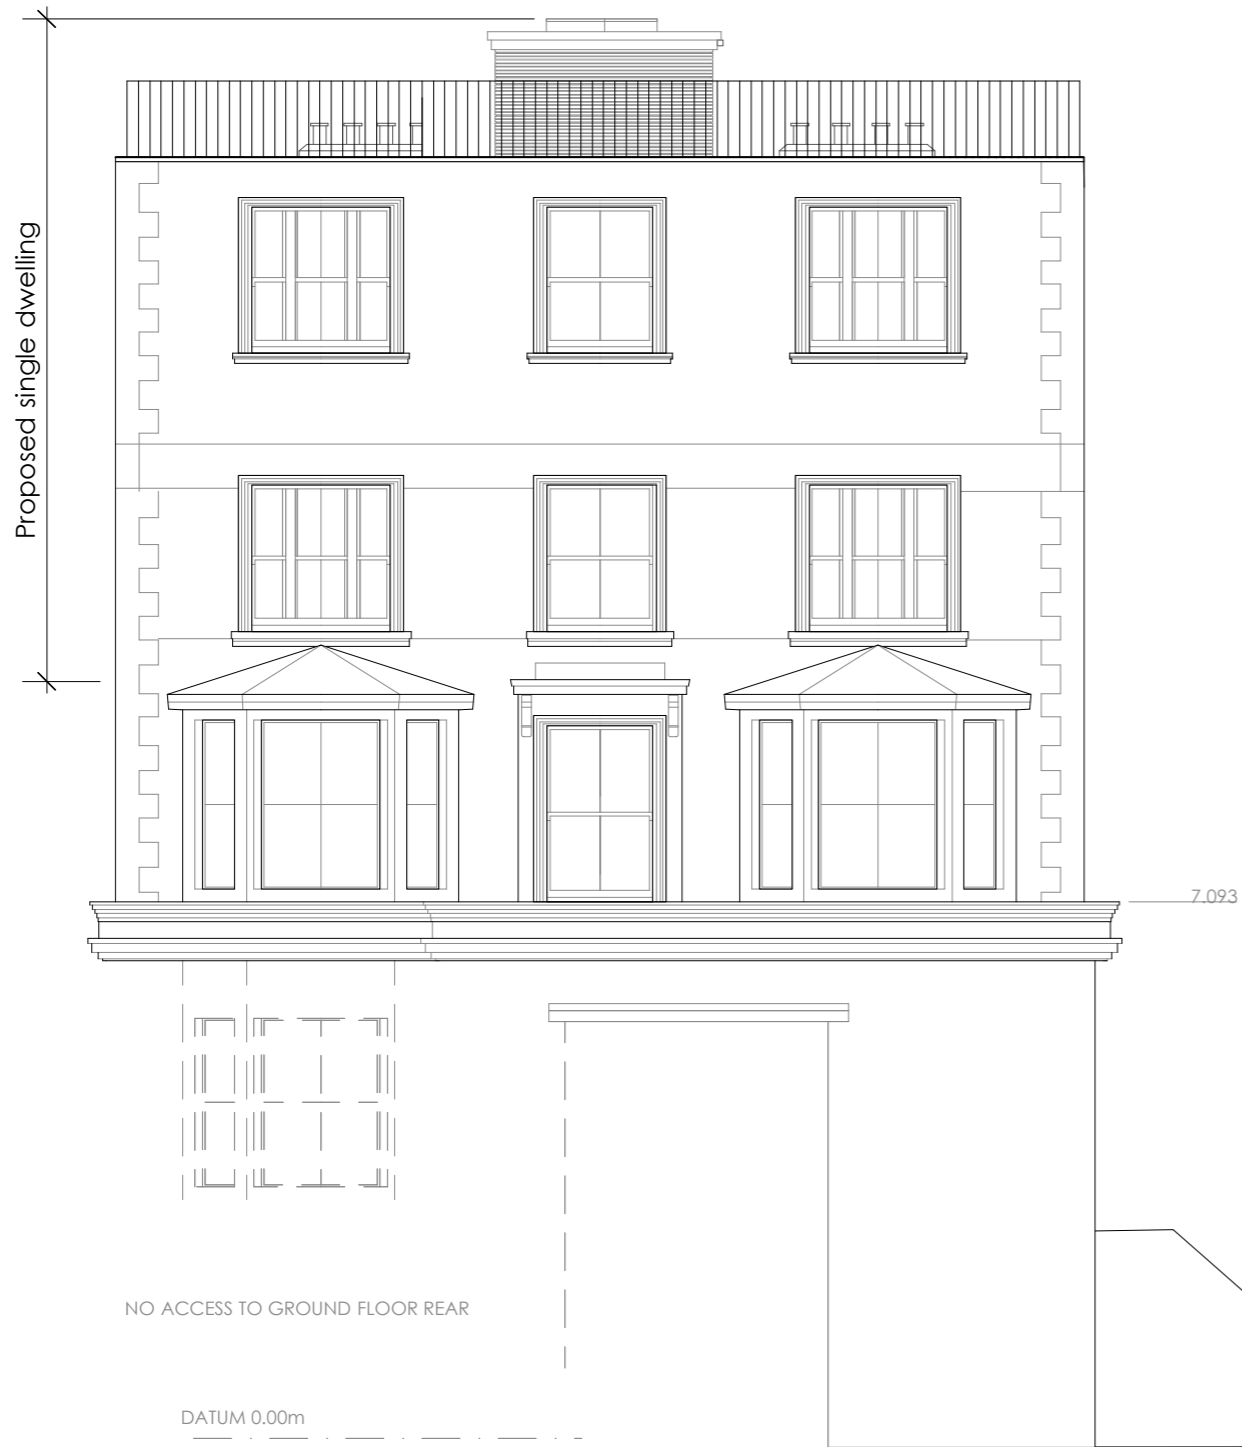 Proposed single dwelling
7.093
NO ACCESS TO GROUND FLOOR REAR
DATUM 0.00m